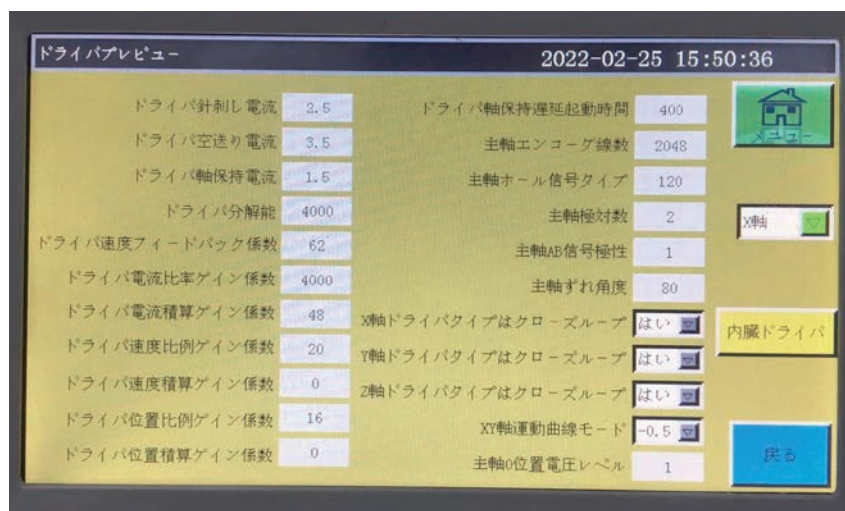 ドライバプレビュー 2022-02-25 15:50:36
ドライバ針刺し電流 2.5
ドライバ空送り電流 3.5
ドライバ軸保持電流 1.5
ドライバ分解能 4000
ドライバ速度フィードバック係数 62
ドライバ電流比率ゲイン係数 4000
ドライバ電流積算ゲイン係数 48
ドライバ速度比例ゲイン係数 20
ドライバ速度積算ゲイン係数 0
ドライバ位置比例ゲイン係数 16
ドライバ位置積算ゲイン係数 0
ドライバ軸保持遅延起動時間 400
主軸エンコーダ線数 2048
主軸ホール信号タイプ 120
主軸極対数 2
主軸AB信号極性 1
主軸ずれ角度 80
X軸ドライバタイプはクローズループ はい
Y軸ドライバタイプはクローズループ はい
Z軸ドライバタイプはクローズループ はい
XY軸運動曲線モード -0.5
主軸0位置電圧レベル 1
メニュー
X軸
内臓ドライバ
戻る